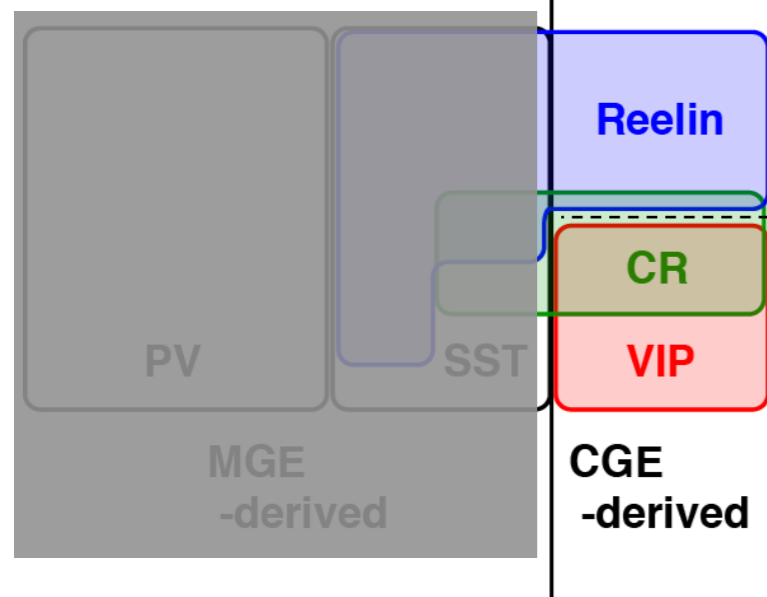 Reelin
CR
PV
SST
VIP
MGE
-derived
CGE
-derived